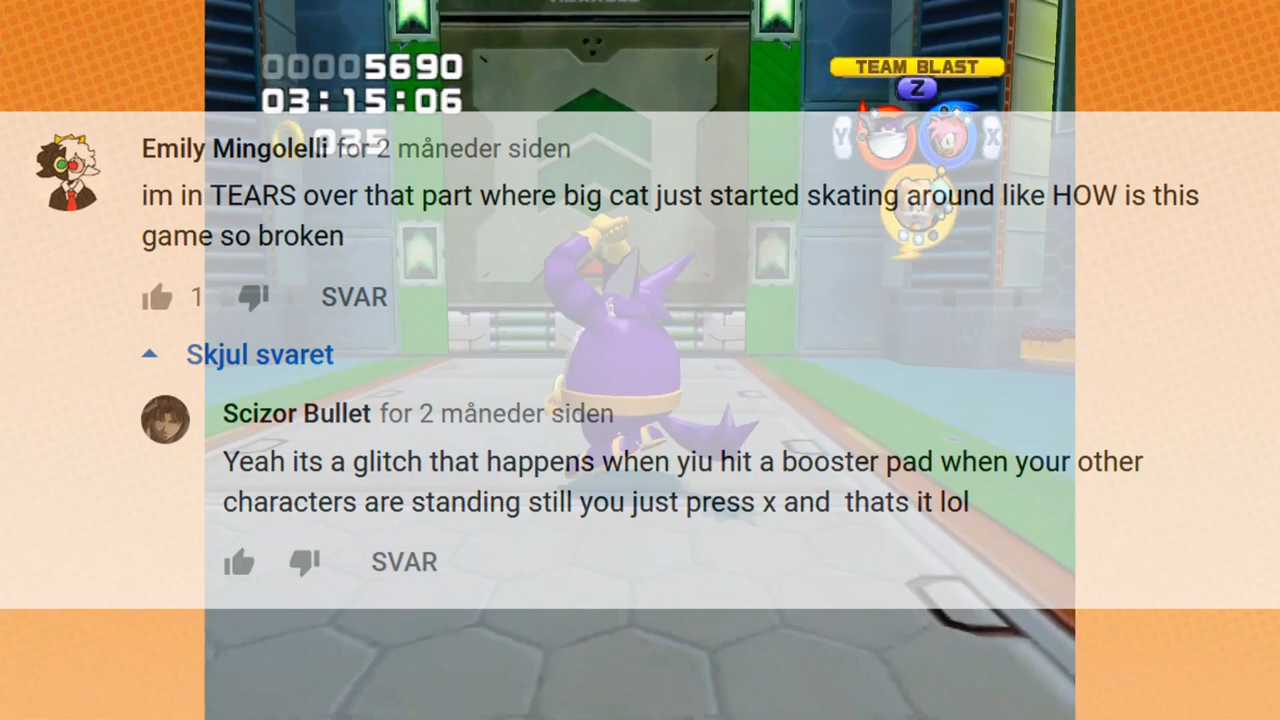 00005690
TEAM BLAST
Z
03:15:06
035
Y
X
Emily Mingolelli for 2 måneder siden
im in TEARS over that part where big cat just started skating around like HOW is this
game so broken
1 SVAR
Skjul svaret
Scizor Bullet for 2 måneder siden
Yeah its a glitch that happens when yiu hit a booster pad when your other
characters are standing still you just press x and thats it lol
SVAR